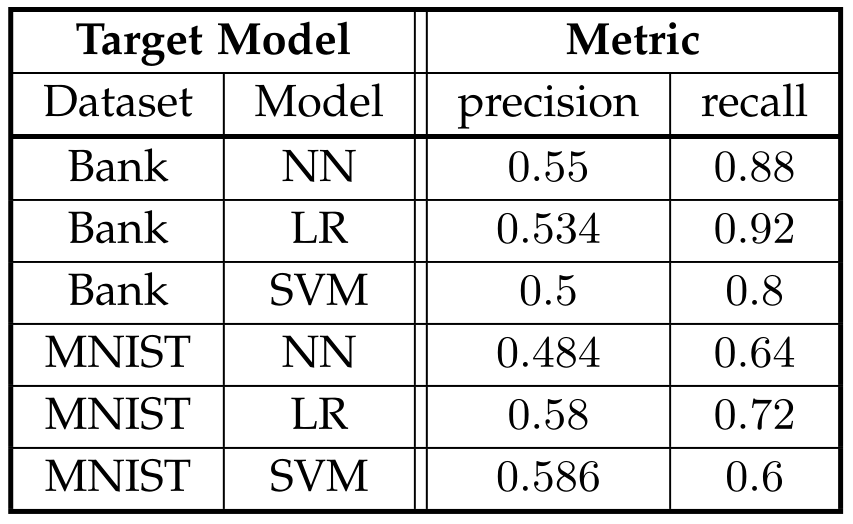 Target Model Metric
Dataset Model precision recall
Bank NN 0.55 0.88
Bank LR 0.534 0.92
Bank SVM 0.5 0.8
MNIST NN 0.484 0.64
MNIST LR 0.58 0.72
MNIST SVM 0.586 0.6